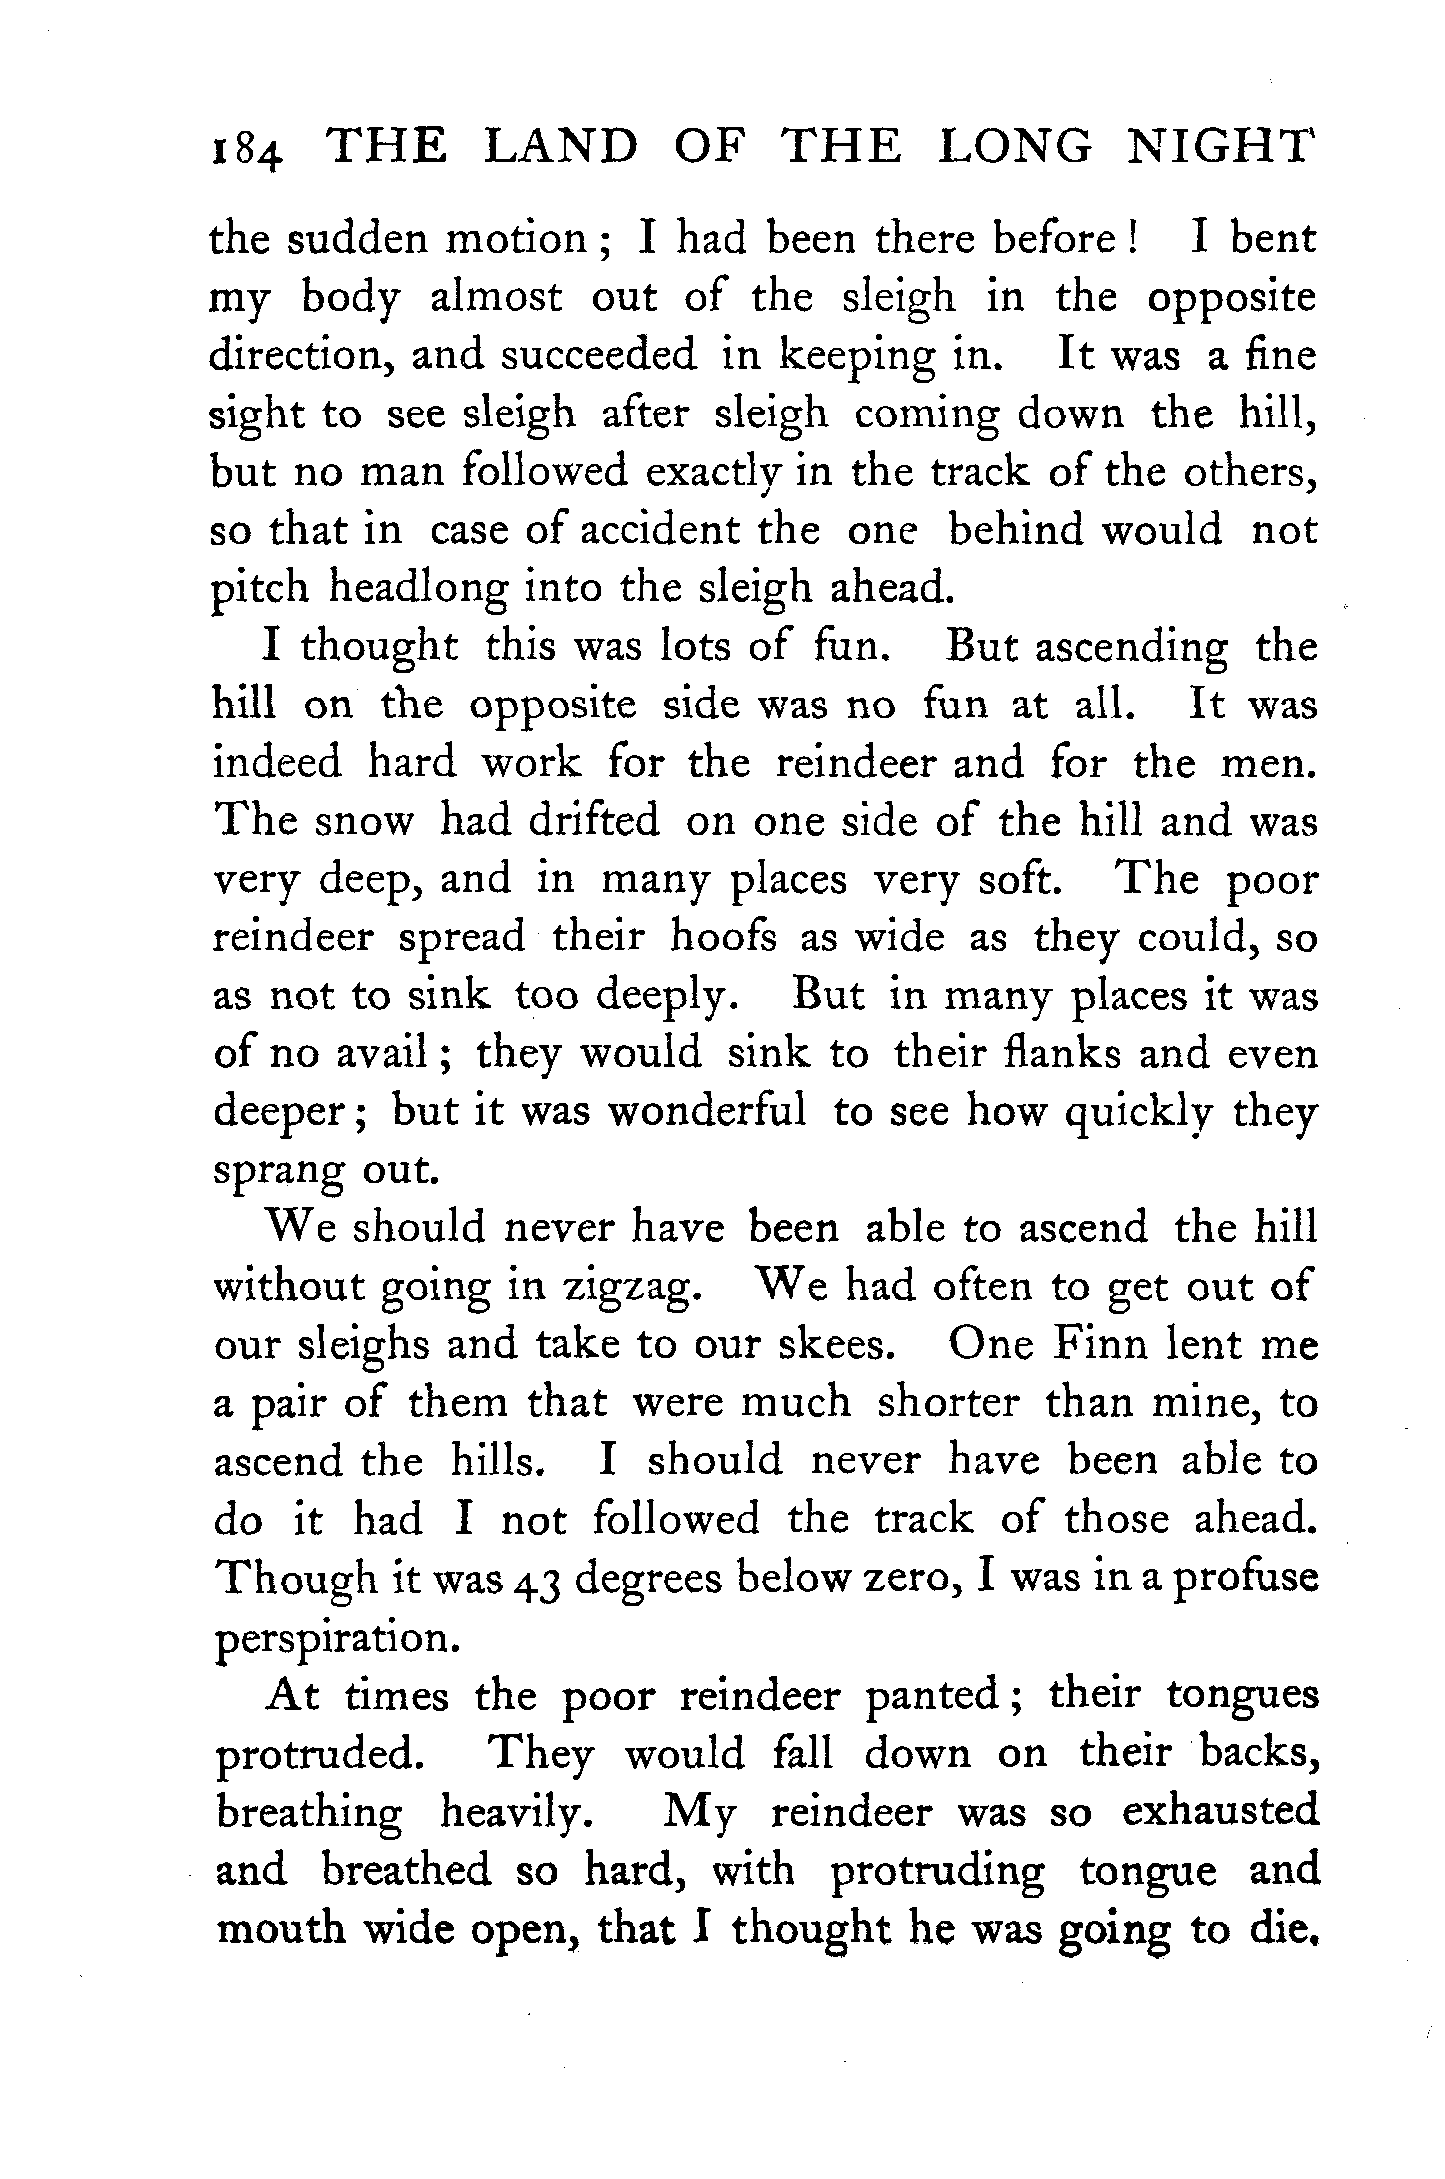 184 THE LAND OF THE LONG NIGHT
the sudden motion ; I had been there before ! I bent
my body almost out of the sleigh in the opposite
direction, and succeeded in keeping in. It was a fine
sight to see sleigh after sleigh coming down the hill,
but no man followed exactly in the track of the others,
so that in case of accident the one behind would not
pitch headlong into the sleigh ahead.
I thought this was lots of fun. But ascending the
hill on the opposite side was no fun at all. It was
indeed hard work for the reindeer and for the men.
The snow had drifted on one side of the hill and was
very deep, and in many places very soft. The poor
reindeer spread their hoofs as wide as they could, so
as not to sink too deeply. But in many places it was
of no avail ; they would sink to their flanks and even
deeper ; but it was wonderful to see how quickly they
sprang out.
We should never have been able to ascend the hill
without going in zigzag. We had often to get out of
our sleighs and take to our skees. One Finn lent me
a pair of them that were much shorter than mine, to
ascend the hills. I should never have been able to
do it had I not followed the track of those ahead.
Though it was 43 degrees below zero, I was in a profuse
perspiration.
At times the poor reindeer panted ; their tongues
protruded. They would fall down on their backs,
breathing heavily. My reindeer was so exhausted
and breathed so hard, with protruding tongue and
mouth wide open, that I thought he was going to die.